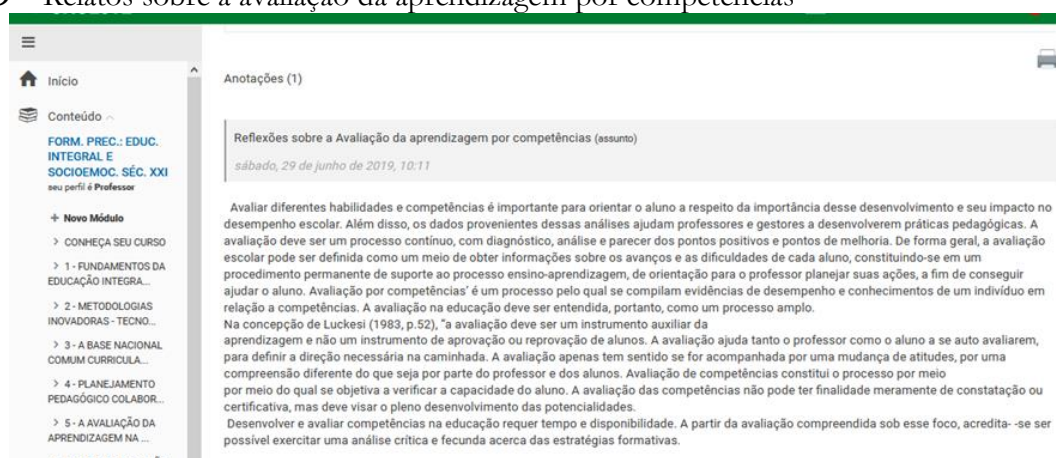 Relatos sobre a avaliação da aprendizagem por competências
Início
Conteúdo
FORM. PREC.: EDUC.
INTEGRAL E
SOCIOEMOC. SÉC. XXI
seu perfil é Professor
+ Novo Módulo
> CONHEÇA SEU CURSO
> 1 - FUNDAMENTOS DA
EDUCAÇÃO INTEGRA...
> 2 - METODOLOGIAS
INOVADORAS - TECNO...
> 3 - A BASE NACIONAL
COMUM CURRICULA...
> 4 - PLANEJAMENTO
PEDAGÓGICO COLABOR...
> 5 - A AVALIAÇÃO DA
APRENDIZAGEM NA ...
Anotações (1)
Reflexões sobre a Avaliação da aprendizagem por competências (assunto)
sábado, 29 de junho de 2019, 10:11
Avaliar diferentes habilidades e competências é importante para orientar o aluno a respeito da importância desse desenvolvimento e seu impacto no
desempenho escolar. Além disso, os dados provenientes dessas análises ajudam professores e gestores a desenvolverem práticas pedagógicas. A
avaliação deve ser um processo contínuo, com diagnóstico, análise e parecer dos pontos positivos e pontos de melhoria. De forma geral, a avaliação
escolar pode ser definida como um meio de obter informações sobre os avanços e as dificuldades de cada aluno, constituindo-se em um
procedimento permanente de suporte ao processo ensino-aprendizagem, de orientação para o professor planejar suas ações, a fim de conseguir
ajudar o aluno. Avaliação por competências' é um processo pelo qual se compilam evidências de desempenho e conhecimentos de um indivíduo em
relação a competências. A avaliação na educação deve ser entendida, portanto, como um processo amplo.
Na concepção de Luckesi (1983, p.52), "a avaliação deve ser um instrumento auxiliar da
aprendizagem e não um instrumento de aprovação ou reprovação de alunos. A avaliação ajuda tanto o professor como o aluno a se auto avaliarem,
para definir a direção necessária na caminhada. A avaliação apenas tem sentido se for acompanhada por uma mudança de atitudes, por uma
compreensão diferente do que seja por parte do professor e dos alunos. Avaliação de competências constitui o processo por meio
por meio do qual se objetiva a verificar a capacidade do aluno. A avaliação das competências não pode ter finalidade meramente de constatação ou
certificativa, mas deve visar o pleno desenvolvimento das potencialidades.
Desenvolver e avaliar competências na educação requer tempo e disponibilidade. A partir da avaliação compreendida sob esse foco, acredita- -se ser
possível exercitar uma análise crítica e fecunda acerca das estratégias formativas.